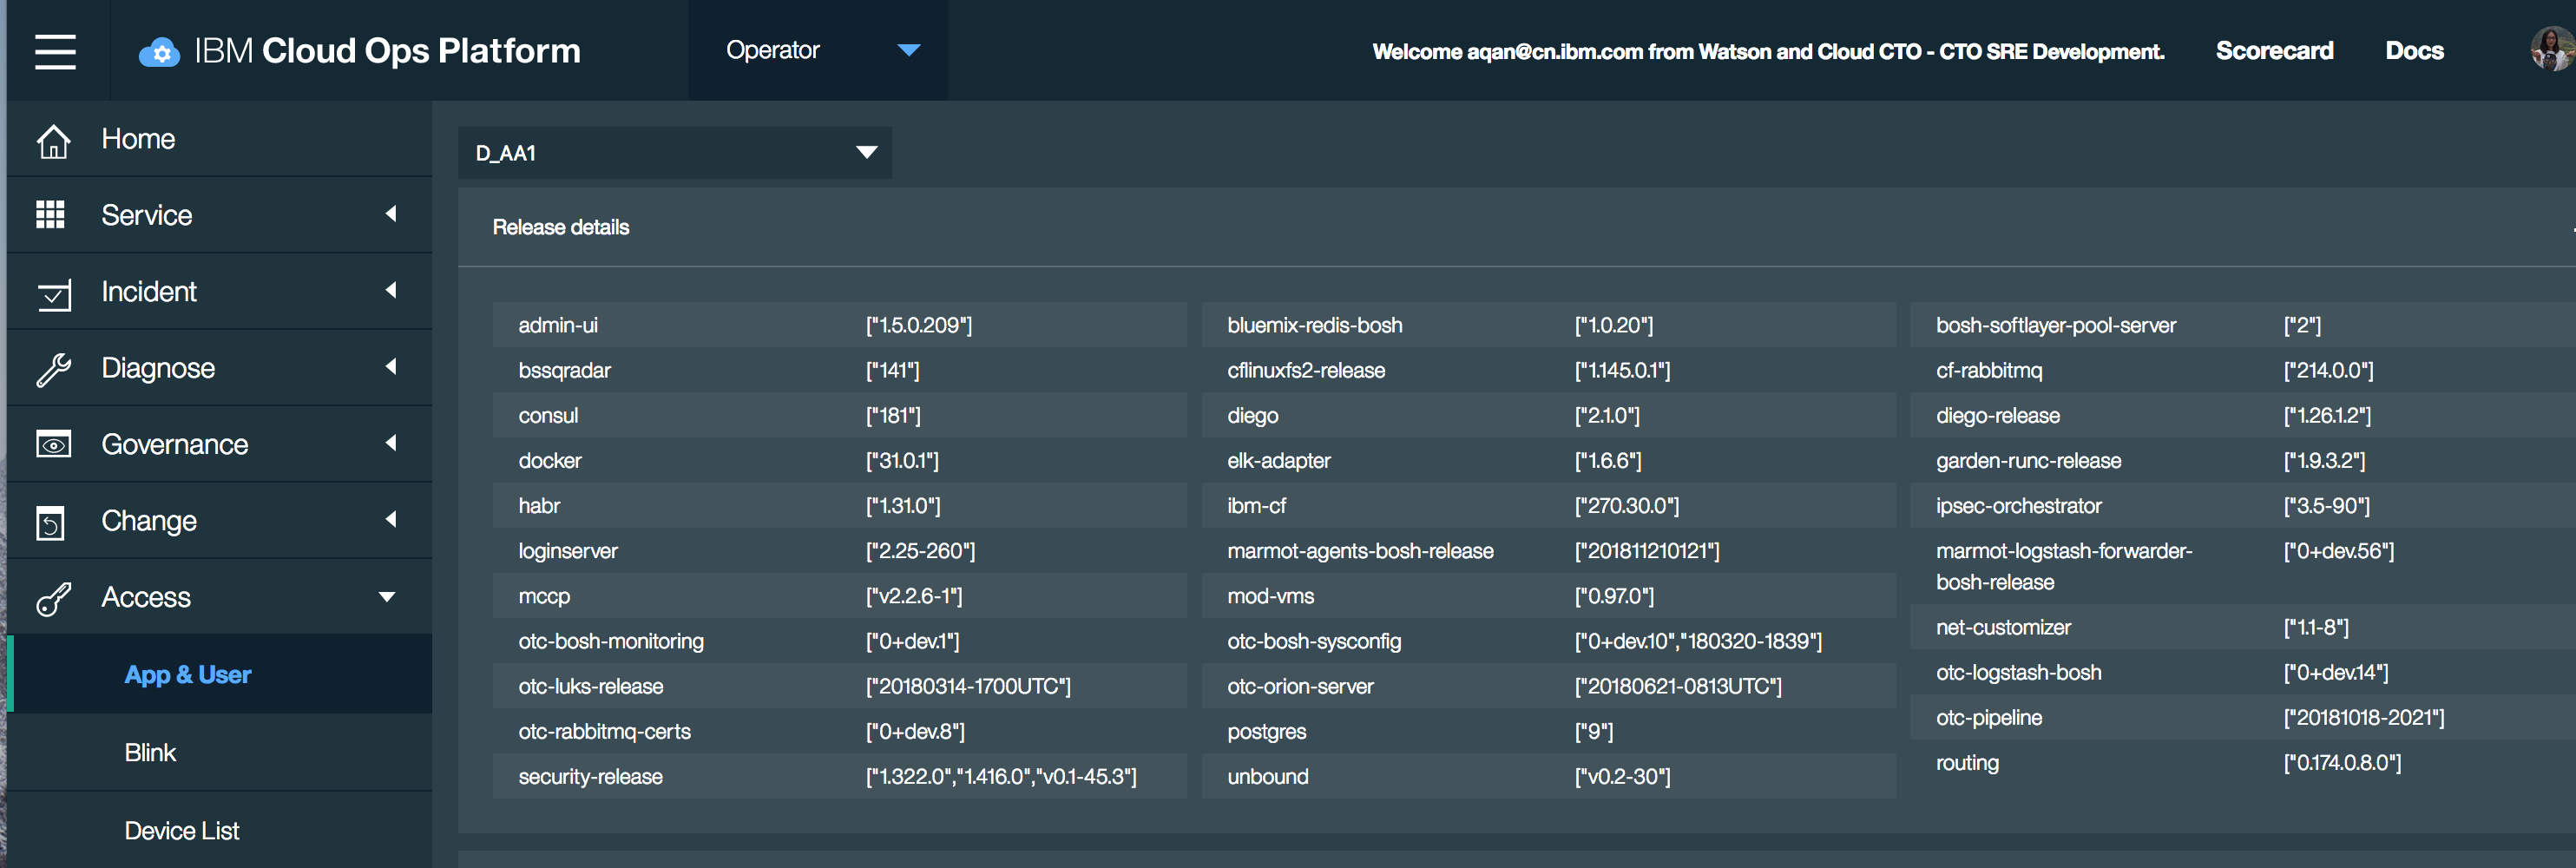 IBM Cloud Ops Platform
Operator
Welcome aqan@cn.ibm.com from Watson and Cloud CTO - CTO SRE Development.
Scorecard
Docs
Home
Service
Incident
Diagnose
Governance
Change
Access
App & User
Blink
Device List
D_AA1
Release details
admin-ui ["1.5.0.209"]
bssqradar ["141"]
consul ["181"]
docker ["31.0.1"]
habr ["1.31.0"]
loginserver ["2.25-260"]
mccp ["v2.2.6-1"]
otc-bosh-monitoring ["0+dev.1"]
otc-luks-release ["20180314-1700UTC"]
otc-rabbitmq-certs ["0+dev.8"]
security-release ["1.322.0","1.416.0","v0.1-45.3"]
bluemix-redis-bosh ["1.0.20"]
cflinuxfs2-release ["1.145.0.1"]
diego ["2.1.0"]
elk-adapter ["1.6.6"]
ibm-cf ["270.30.0"]
marmot-agents-bosh-release ["201811210121"]
mod-vms ["0.97.0"]
otc-bosh-sysconfig ["0+dev.10","180320-1839"]
otc-orion-server ["20180621-0813UTC"]
postgres ["9"]
unbound ["v0.2-30"]
bosh-softlayer-pool-server ["2"]
cf-rabbitmq ["214.0.0"]
diego-release ["1.26.1.2"]
garden-runc-release ["1.9.3.2"]
ipsec-orchestrator ["3.5-90"]
marmot-logstash-forwarder- ["0+dev.56"]
bosh-release
net-customizer ["1.1-8"]
otc-logstash-bosh ["0+dev.14"]
otc-pipeline ["20181018-2021"]
routing ["0.174.0.8.0"]